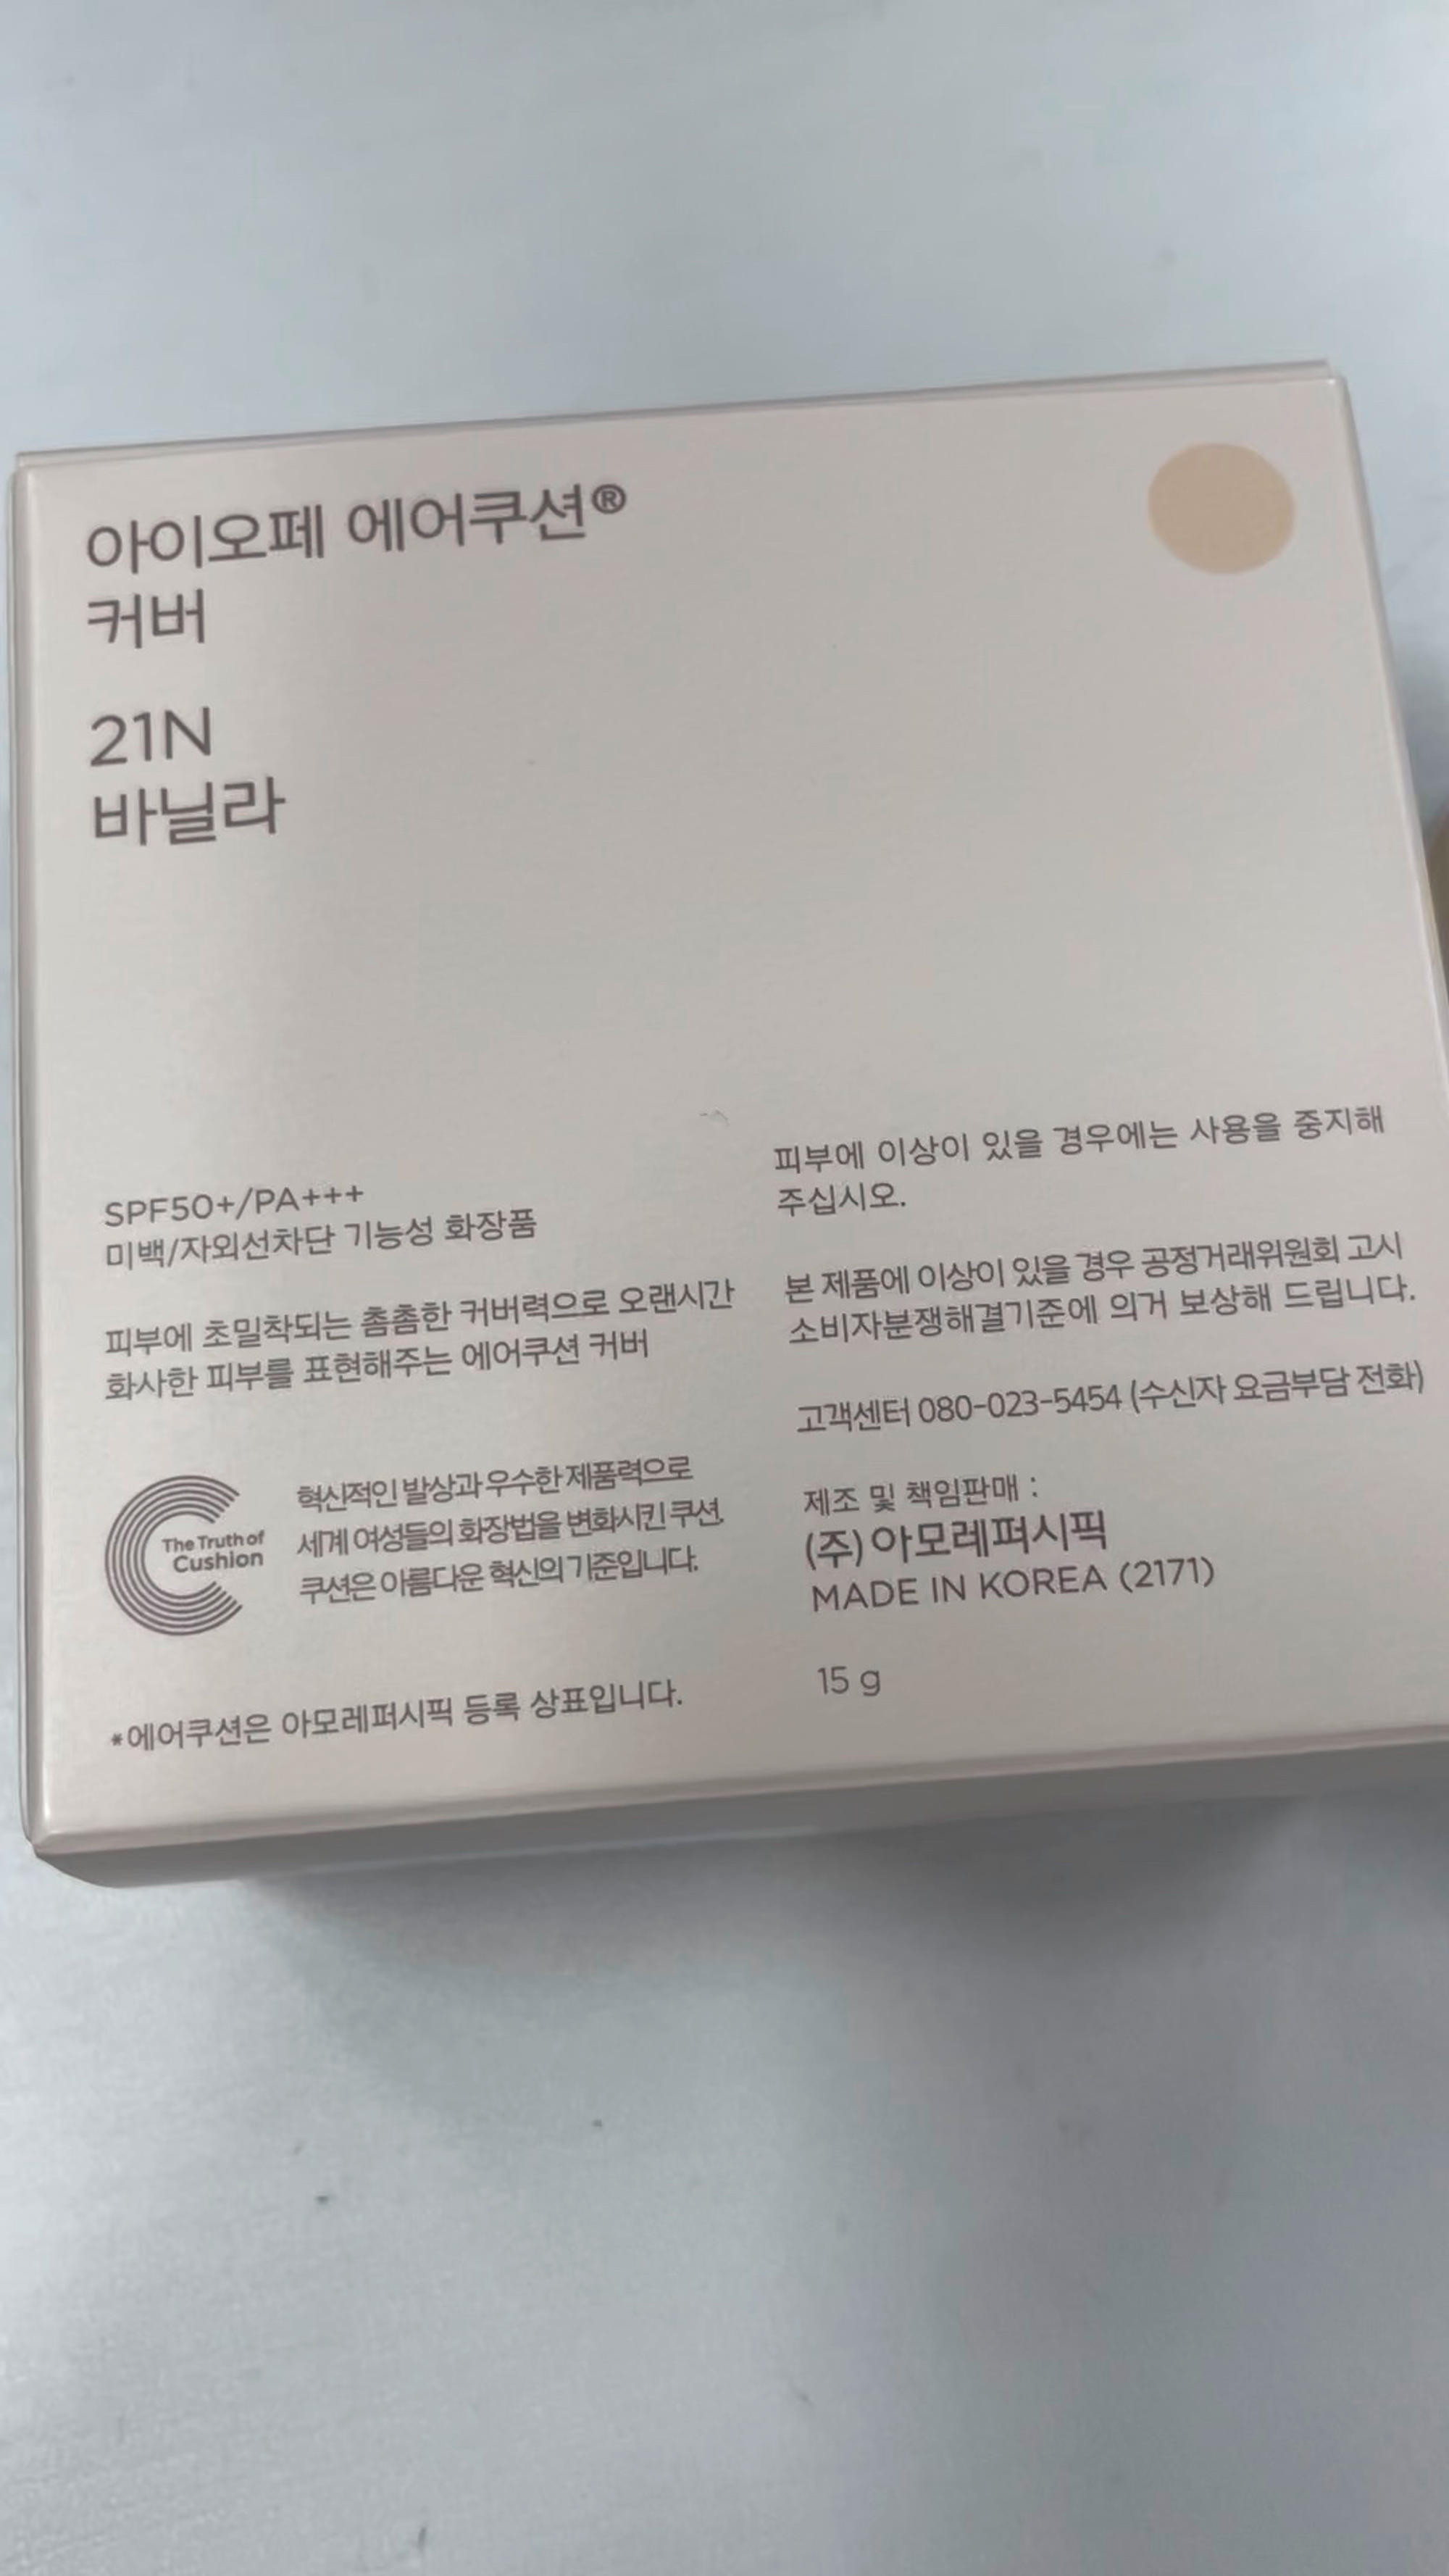 아이오페 에어쿠션®
커버
21N
바닐라
SPF50+/PA+++
미백/자외선차단 기능성 화장품
피부에 초밀착되는 촘촘한 커버력으로 오랜시간
화사한 피부를 표현해주는 에어쿠션 커버
The Truth of
Cushion
혁신적인 발상과 우수한 제품력으로
세계 여성들의 화장법을 변화시킨 쿠션.
쿠션은 아름다운 혁신의 기준입니다.
*에어쿠션은 아모레퍼시픽 등록 상표입니다.
피부에 이상이 있을 경우에는 사용을 중지해
주십시오.
본 제품에 이상이 있을 경우 공정거래위원회 고시
소비자분쟁해결기준에 의거 보상해 드립니다.
고객센터 080-023-5454 (수신자 요금부담 전화)
제조 및 책임판매 :
(주)아모레퍼시픽
MADE IN KOREA (2171)
15 g